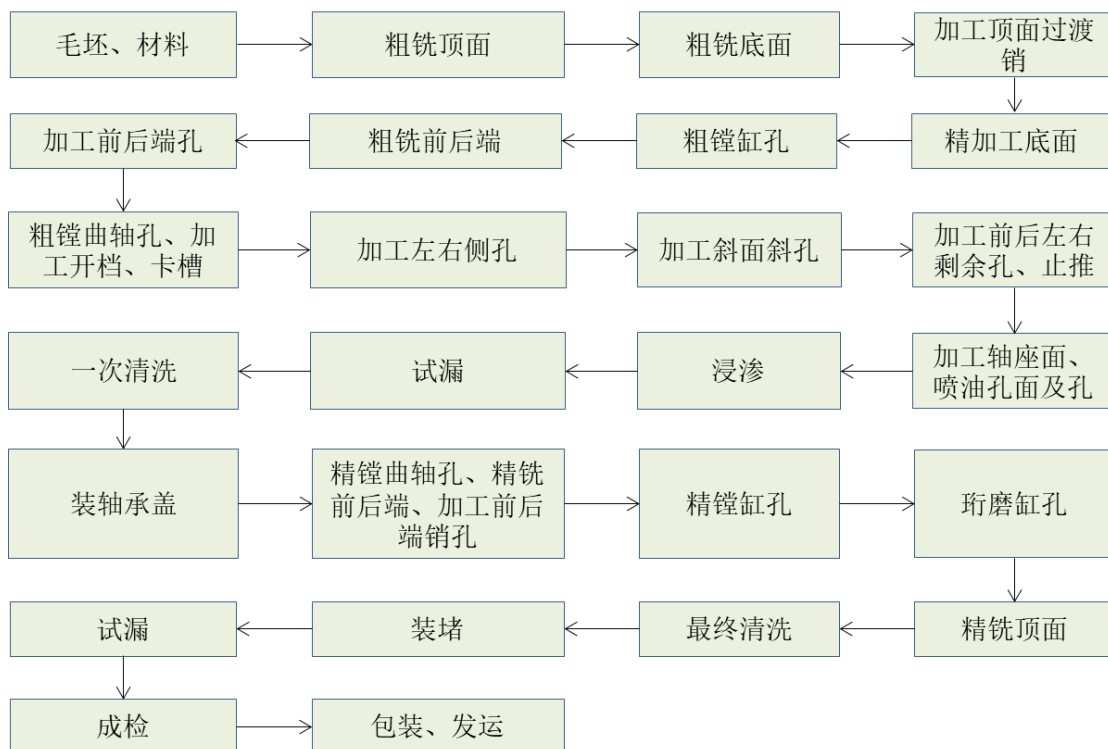 毛坯、材料
粗铣顶面
粗铣底面
加工顶面过渡
销
精加工底面
粗镗缸孔
粗铣前后端
加工前后端孔
粗镗曲轴孔、加
工开档、卡槽
加工左右侧孔
加工斜面斜孔
加工前后左右
剩余孔、止推
加工轴座面、
喷油孔面及孔
浸渗
试漏
一次清洗
装轴承盖
精镗曲轴孔、精铣
前后端、加工前后
端销孔
精镗缸孔
珩磨缸孔
精铣顶面
最终清洗
装堵
试漏
成检
包装、发运